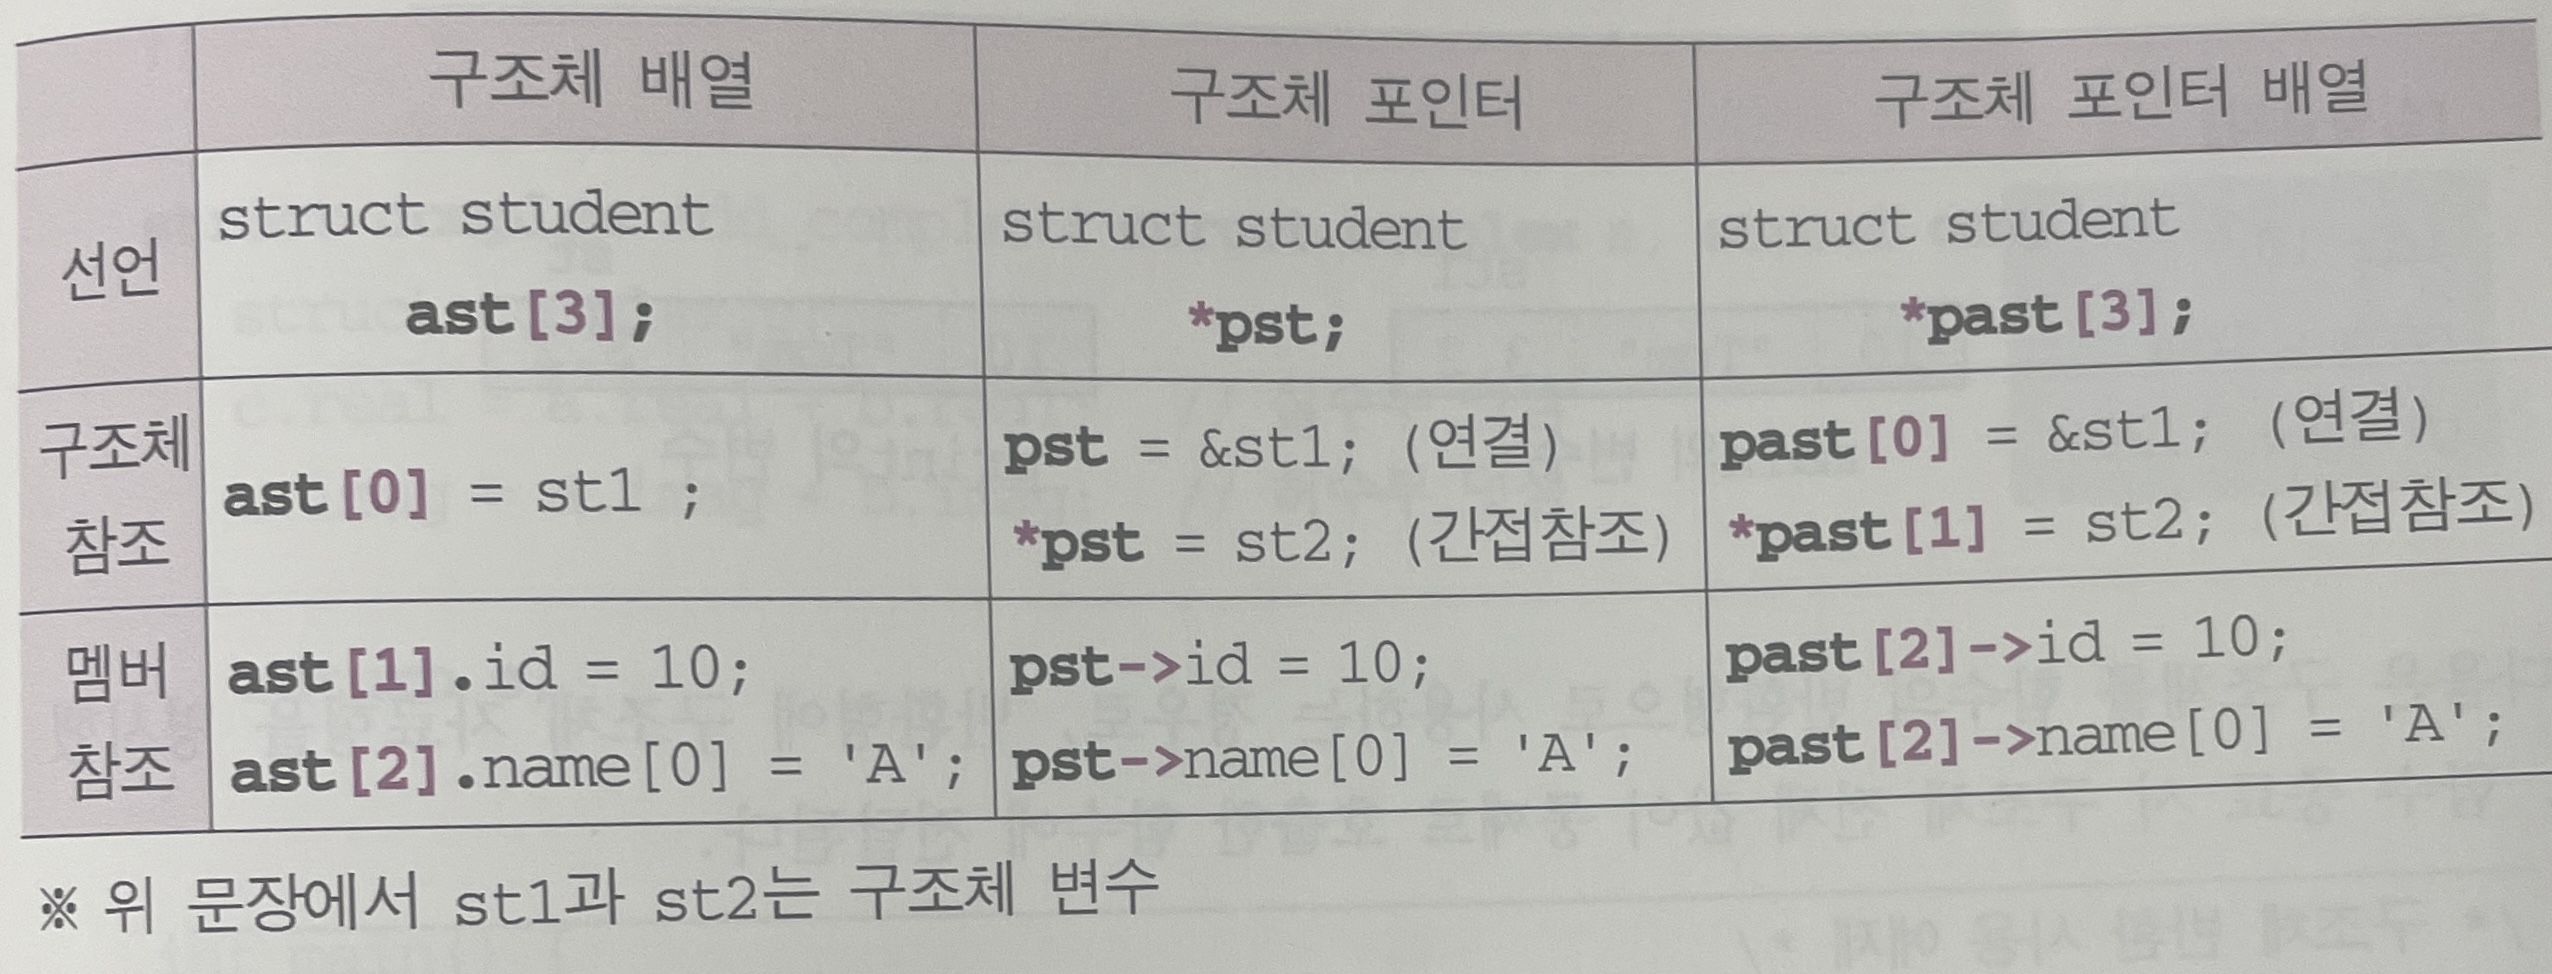 구조체 배열
구조체 포인터
구조체 포인터 배열
선언
struct student
ast[3];
struct student
*pst;
struct student
*past[3];
구조체
참조
ast[0] = st1 ;
pst = &st1; (연결)
*pst = st2; (간접참조)
past[0] = &st1; (연결)
*past[1] = st2; (간접참조)
멤버
참조
ast[1].id = 10;
ast[2].name[0] = 'A';
pst->id = 10;
pst->name[0] = 'A';
past[2]->id = 10;
past[2]->name[0] = 'A';
※ 위 문장에서 st1과 st2는 구조체 변수